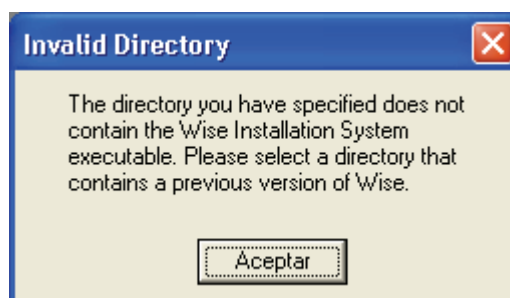 Invalid Directory
The directory you have specified does not
contain the Wise Installation System
executable. Please select a directory that
contains a previous version of Wise.
Aceptar